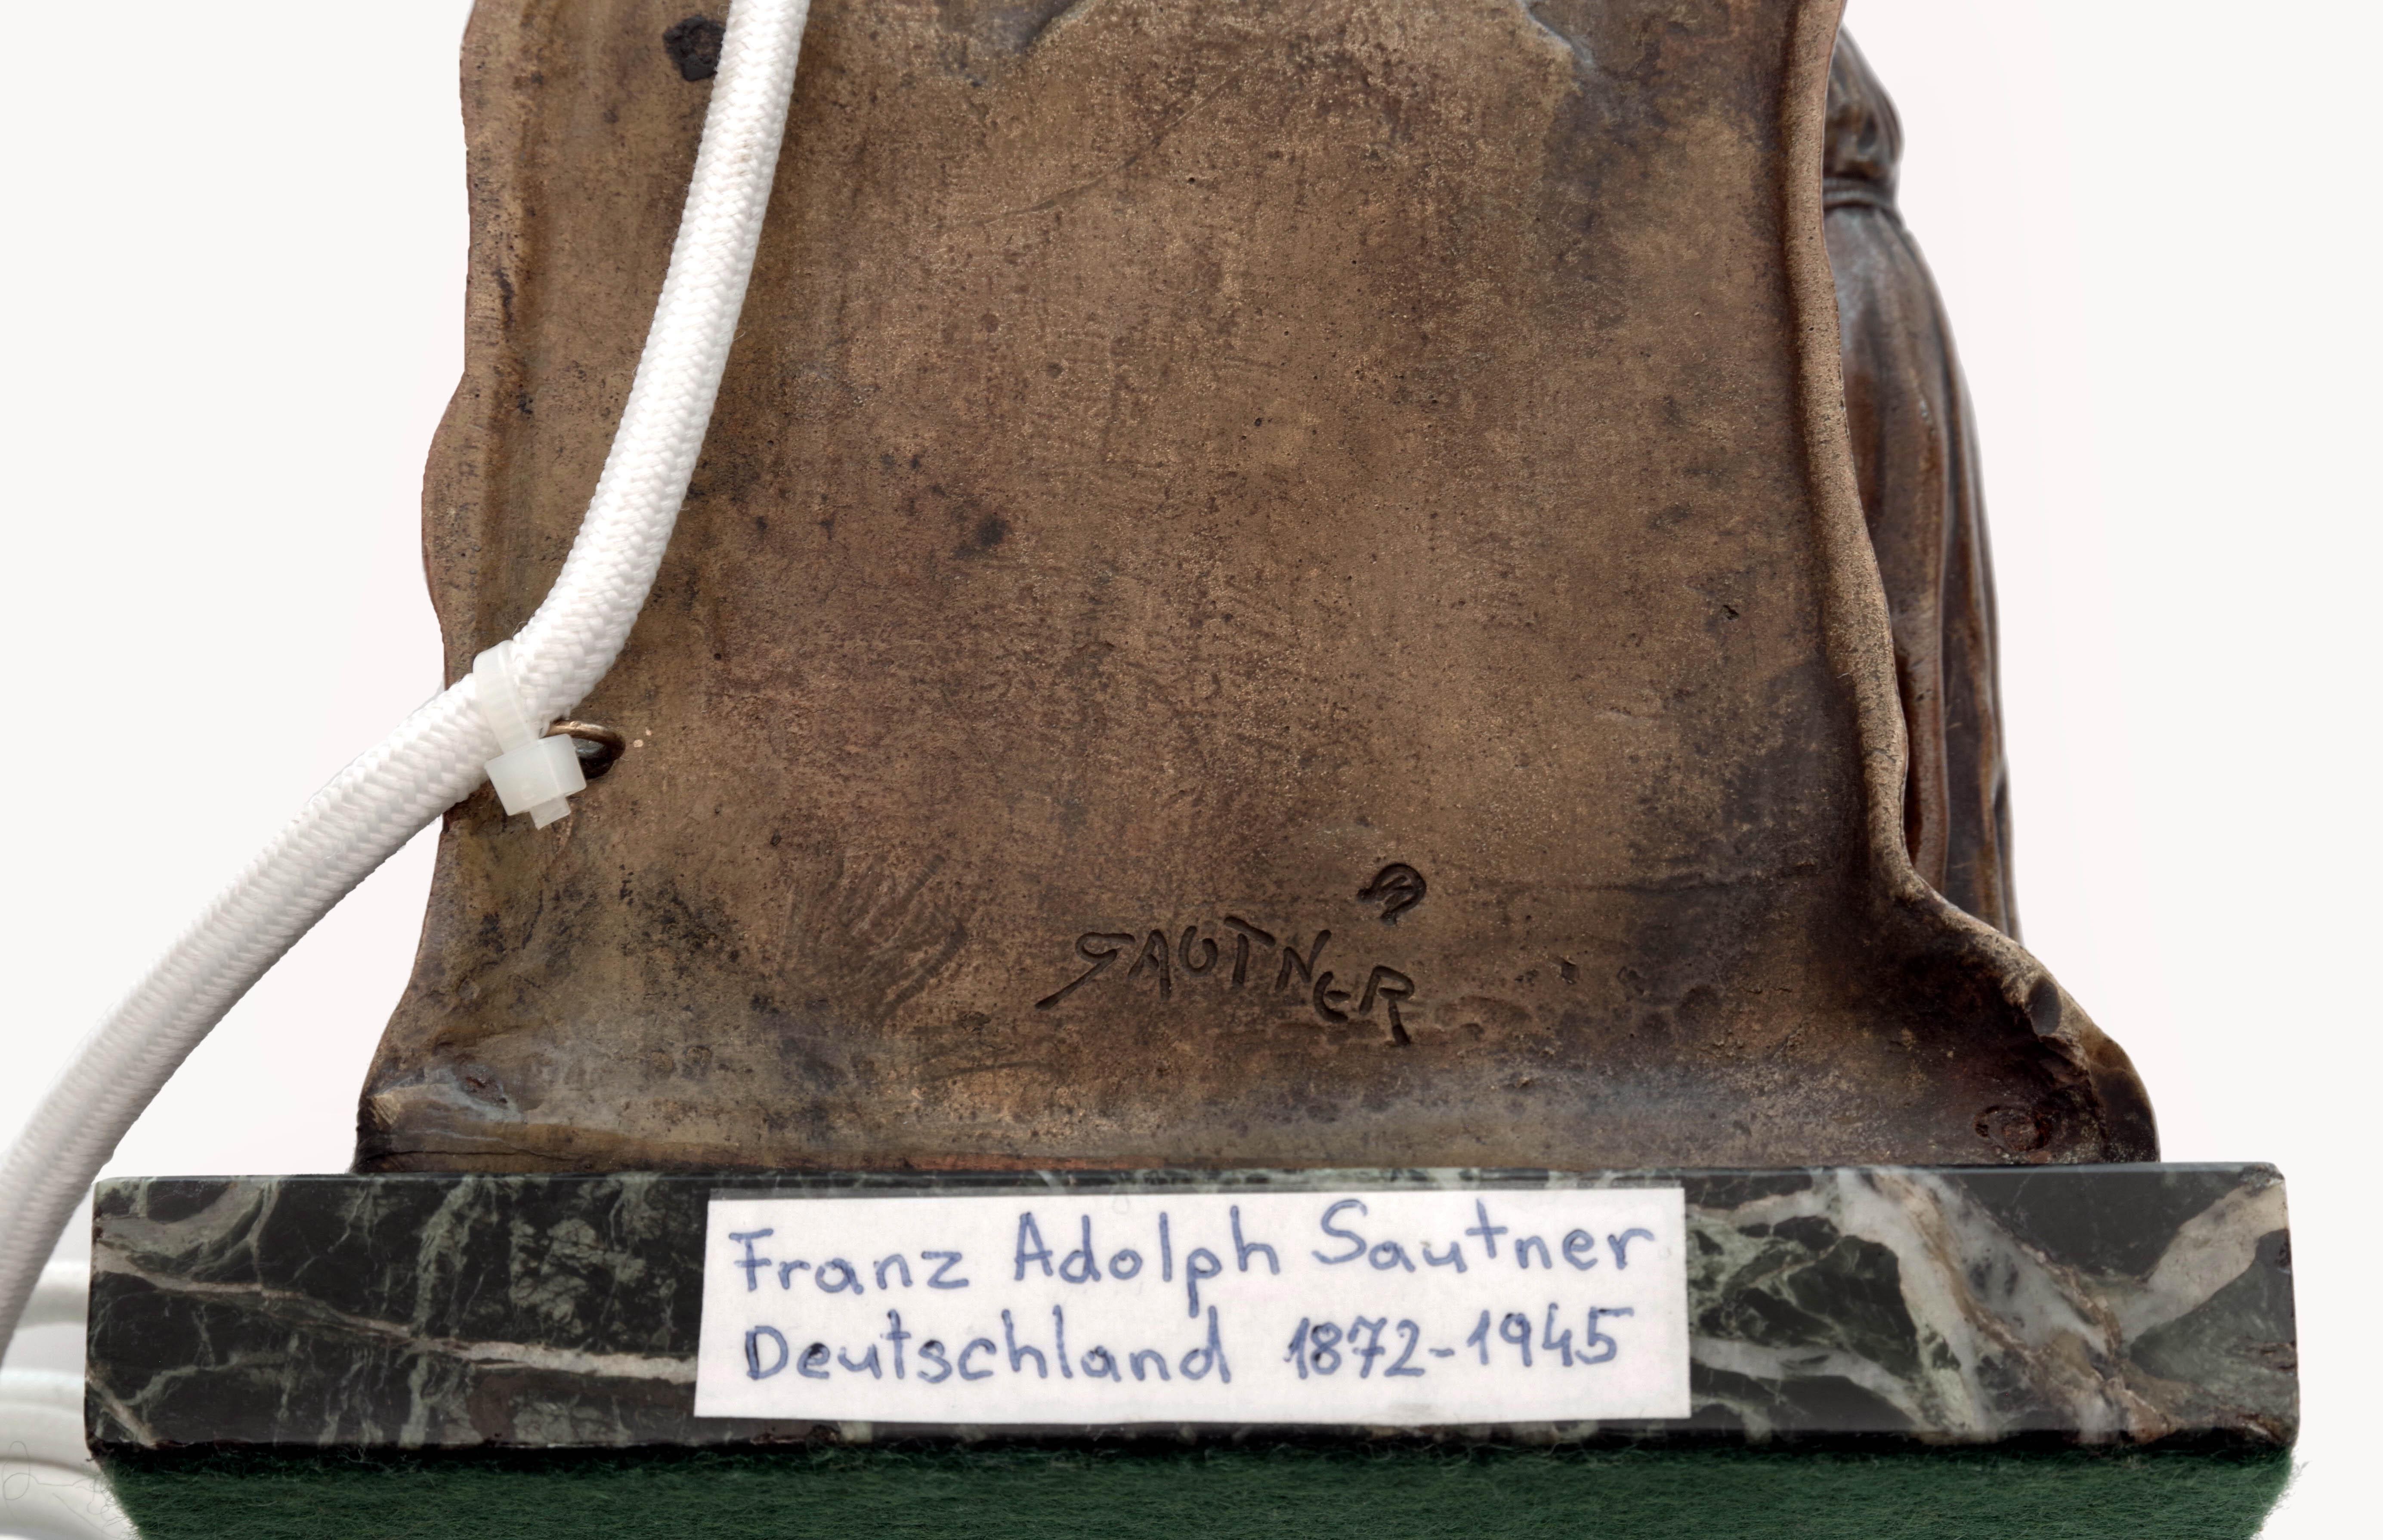 SAUTNER
Franz Adolph Sautner
Deutschland 1872-1945